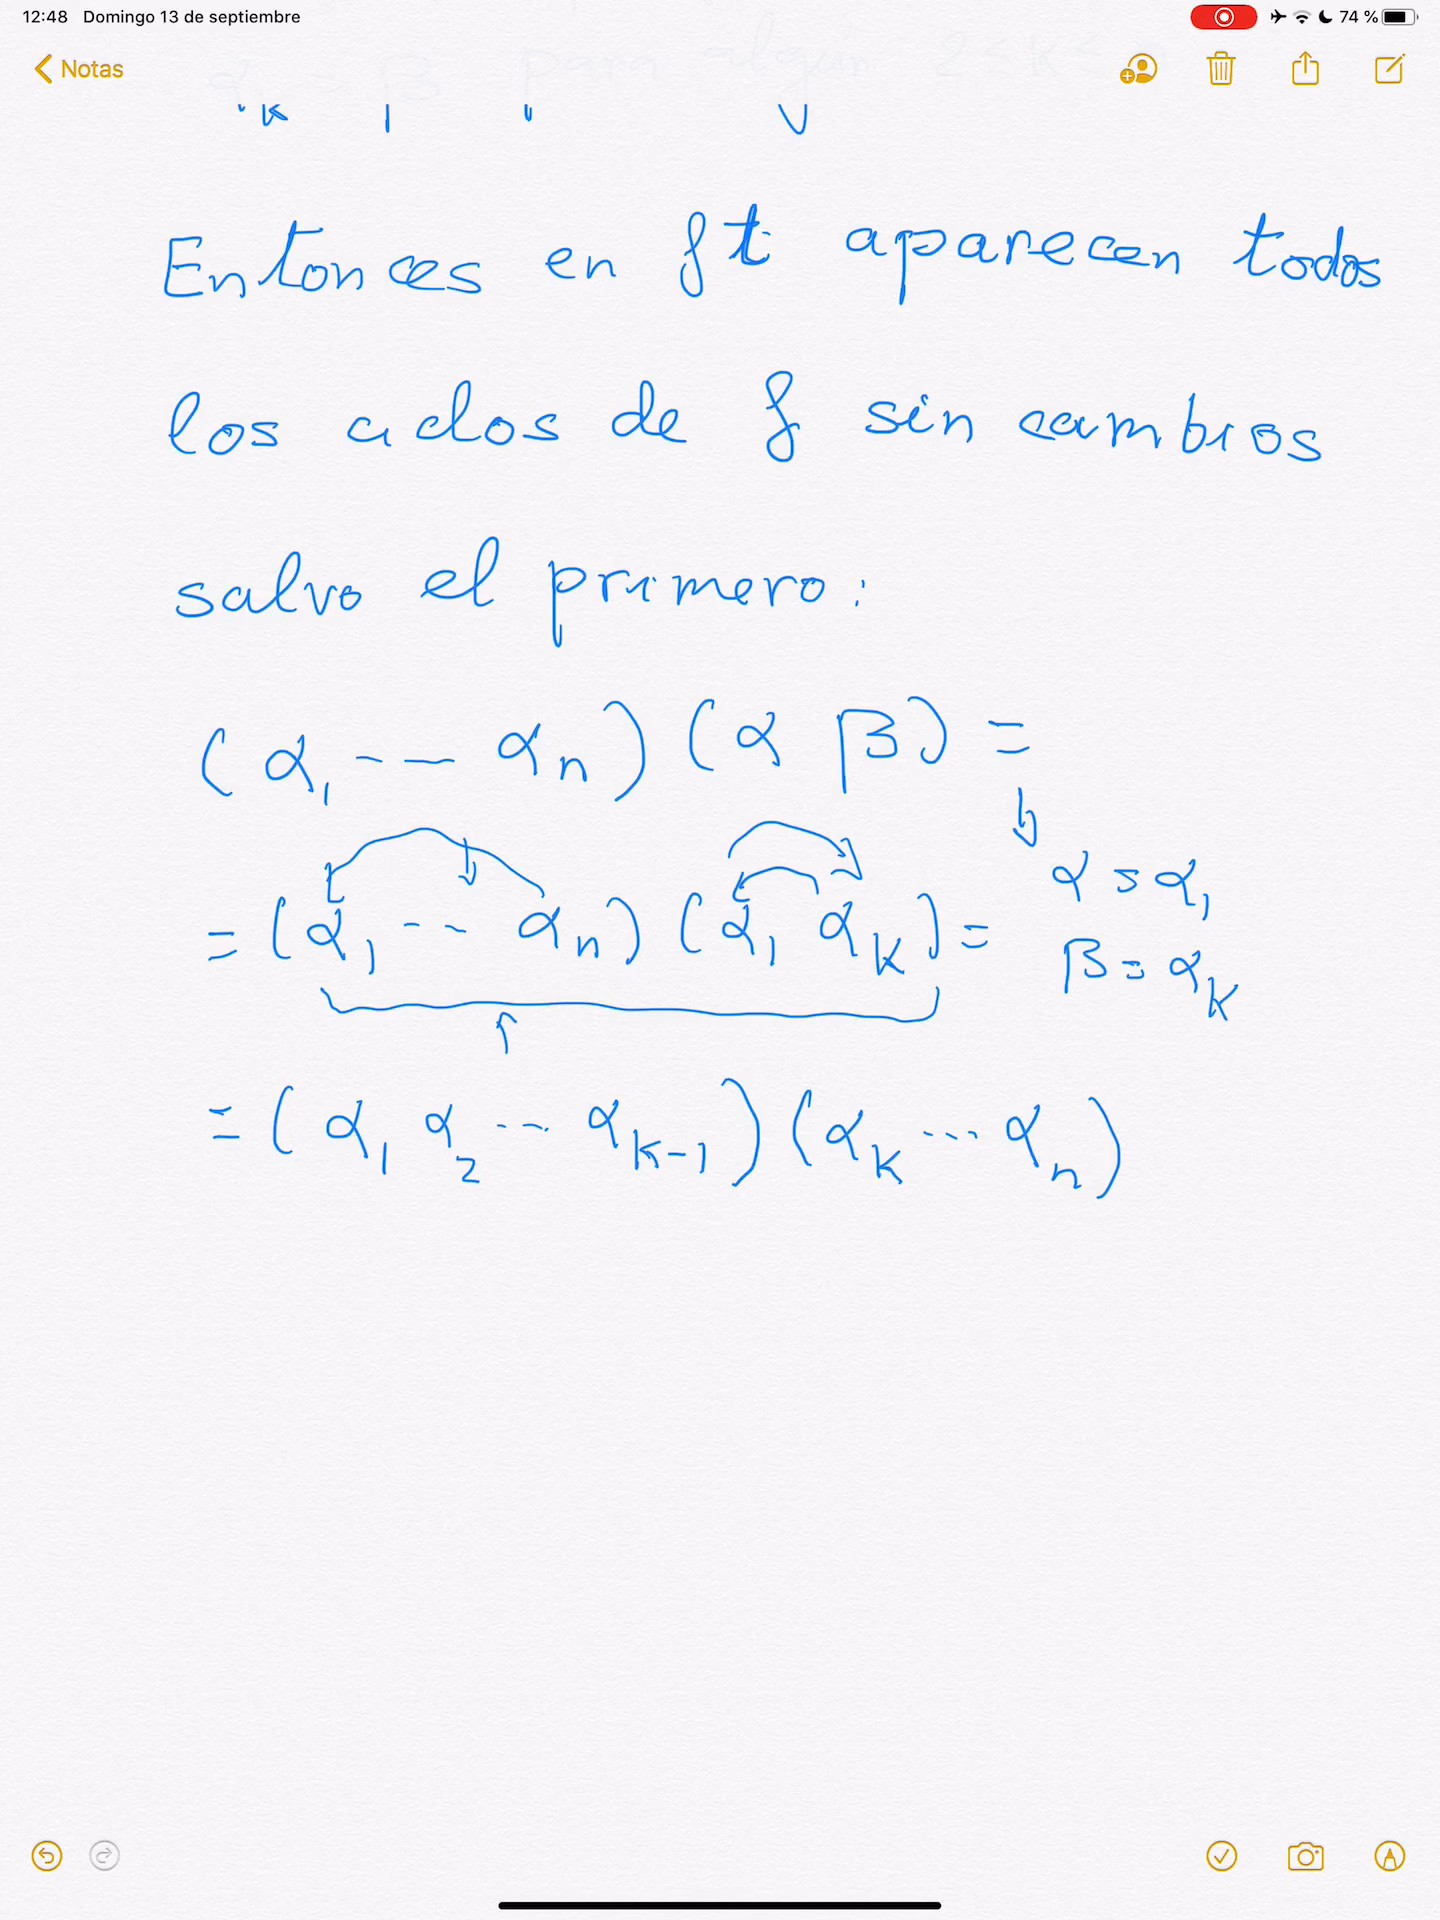 12:48 Domingo 13 de septiembre 74 %
Notas
Entonces en ft aparecen todos
los ciclos de f sin cambios
salvo el primero:
(α₁ --- αₙ) (α β) =
α = α₁
= (α₁ --- αₙ) (α₁ αₖ) =
β = αₖ
= (α₁ α₂ ... αₖ₋₁) (αₖ ... αₙ)